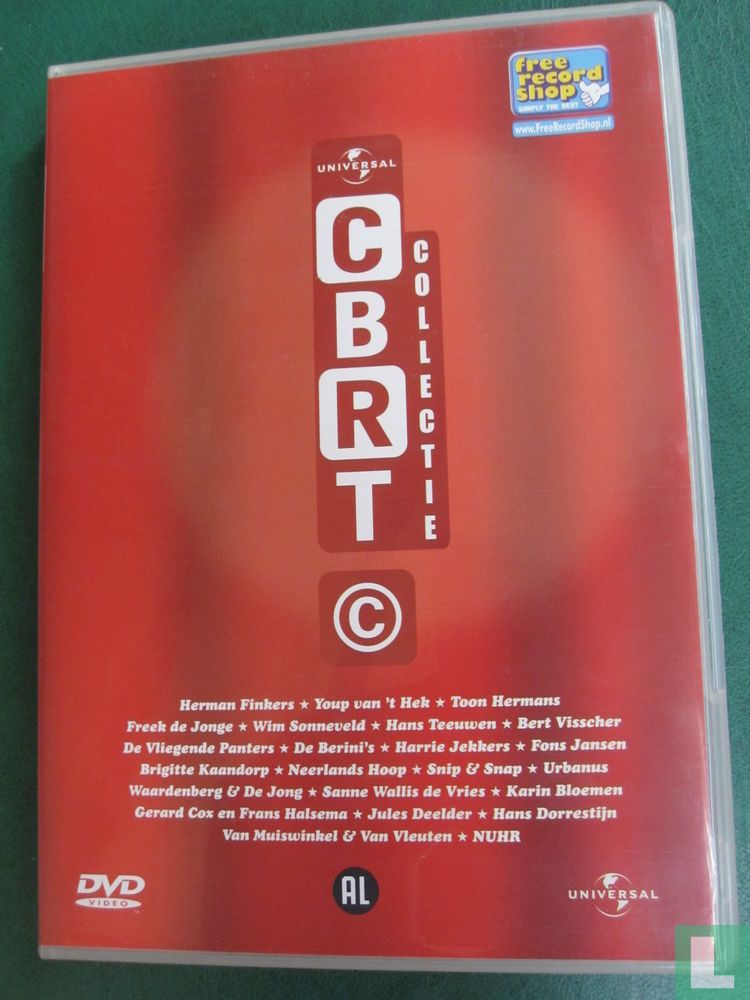 free
record
shop
SIMPLY THE BEST
www.FreeRecordShop.nl
UNIVERSAL
CBRT
COLLECTIE
©
Herman Finkers ★ Youp van 't Hek ★ Toon Hermans
Freek de Jonge ★ Wim Sonneveld ★ Hans Teeuwen ★ Bert Visscher
De Vliegende Panters ★ De Berini's ★ Harrie Jekkers ★ Fons Jansen
Brigitte Kaandorp ★ Neerlands Hoop ★ Snip & Snap ★ Urbanus
Waardenberg & De Jong ★ Sanne Wallis de Vries ★ Karin Bloemen
Gerard Cox en Frans Halsema ★ Jules Deelder ★ Hans Dorrestijn
Van Muiswinkel & Van Vleuten ★ NUHR
DVD
VIDEO
AL
UNIVERSAL
L